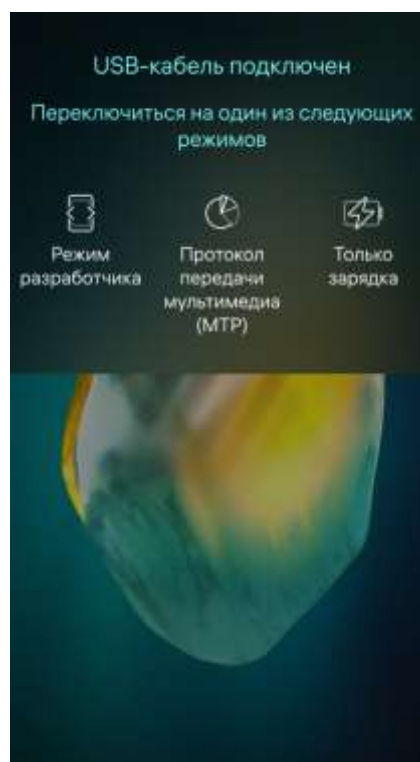 USB-кабель подключен
Переключиться на один из следующих
режимов
Режим
разработчика
Протокол
передачи
мультимедиа
(MTP)
Только
зарядка